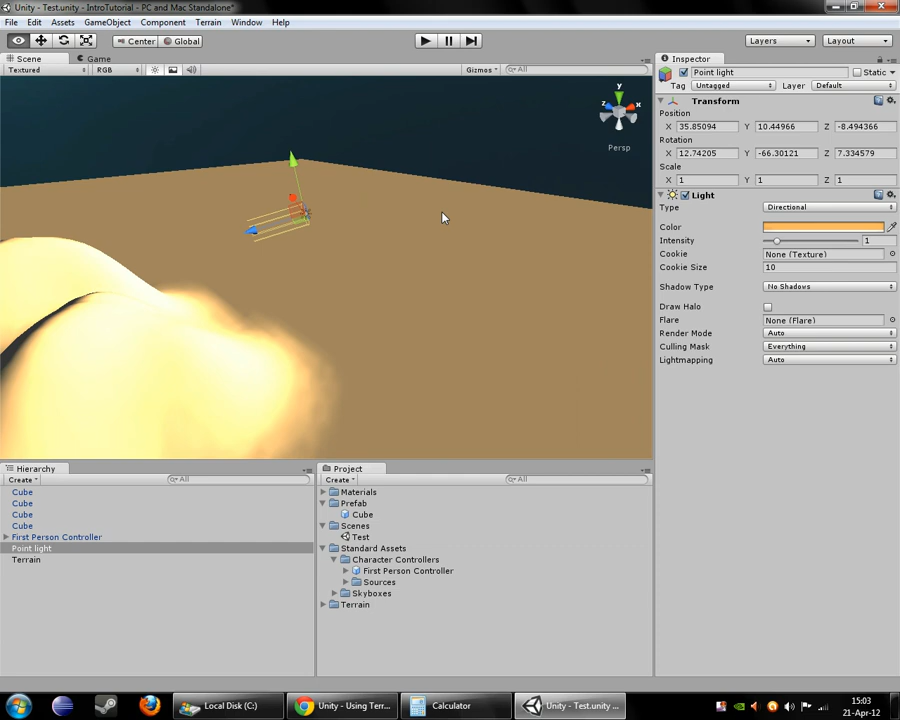 Unity - Test.unity - IntroTutorial - PC and Mac Standalone*
File Edit Assets GameObject Component Terrain Window Help
Center Global Layers Layout
Scene Game Inspector
Textured RGB Gizmos All
Point light Static
Tag Untagged Layer Default
Transform
Position
X 35.85094 Y 10.44966 Z -8.494366
Rotation
X 12.74205 Y -66.30121 Z 7.334579
Scale
X 1 Y 1 Z 1
y
z x
Persp
Light
Type Directional
Color
Intensity 1
Cookie None (Texture)
Cookie Size 10
Shadow Type No Shadows
Draw Halo
Flare None (Flare)
Render Mode Auto
Culling Mask Everything
Lightmapping Auto
Hierarchy
Create All
Cube
Cube
Cube
Cube
First Person Controller
Point light
Terrain
Project
Create All
Materials
Prefab
Cube
Scenes
Test
Standard Assets
Character Controllers
First Person Controller
Sources
Skyboxes
Terrain
Local Disk (C:) Unity - Using Terr... Calculator Unity - Test.unity ...
15:03
21-Apr-12